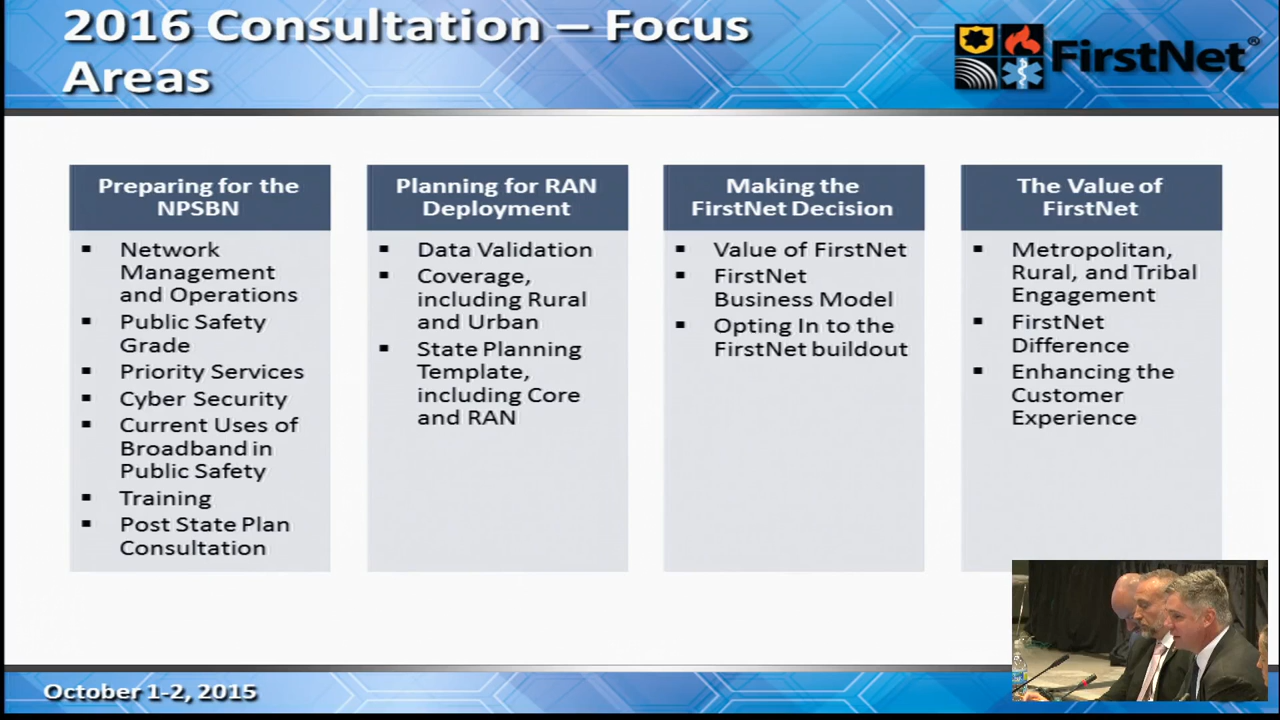 2016 Consultation – Focus
Areas
FirstNet®
Preparing for the
NPSBN
Network
Management
and Operations
Public Safety
Grade
Priority Services
Cyber Security
Current Uses of
Broadband in
Public Safety
Training
Post State Plan
Consultation
Planning for RAN
Deployment
Data Validation
Coverage,
including Rural
and Urban
State Planning
Template,
including Core
and RAN
Making the
FirstNet Decision
Value of FirstNet
FirstNet
Business Model
Opting In to the
FirstNet buildout
The Value of
FirstNet
Metropolitan,
Rural, and Tribal
Engagement
FirstNet
Difference
Enhancing the
Customer
Experience
October 1-2, 2015